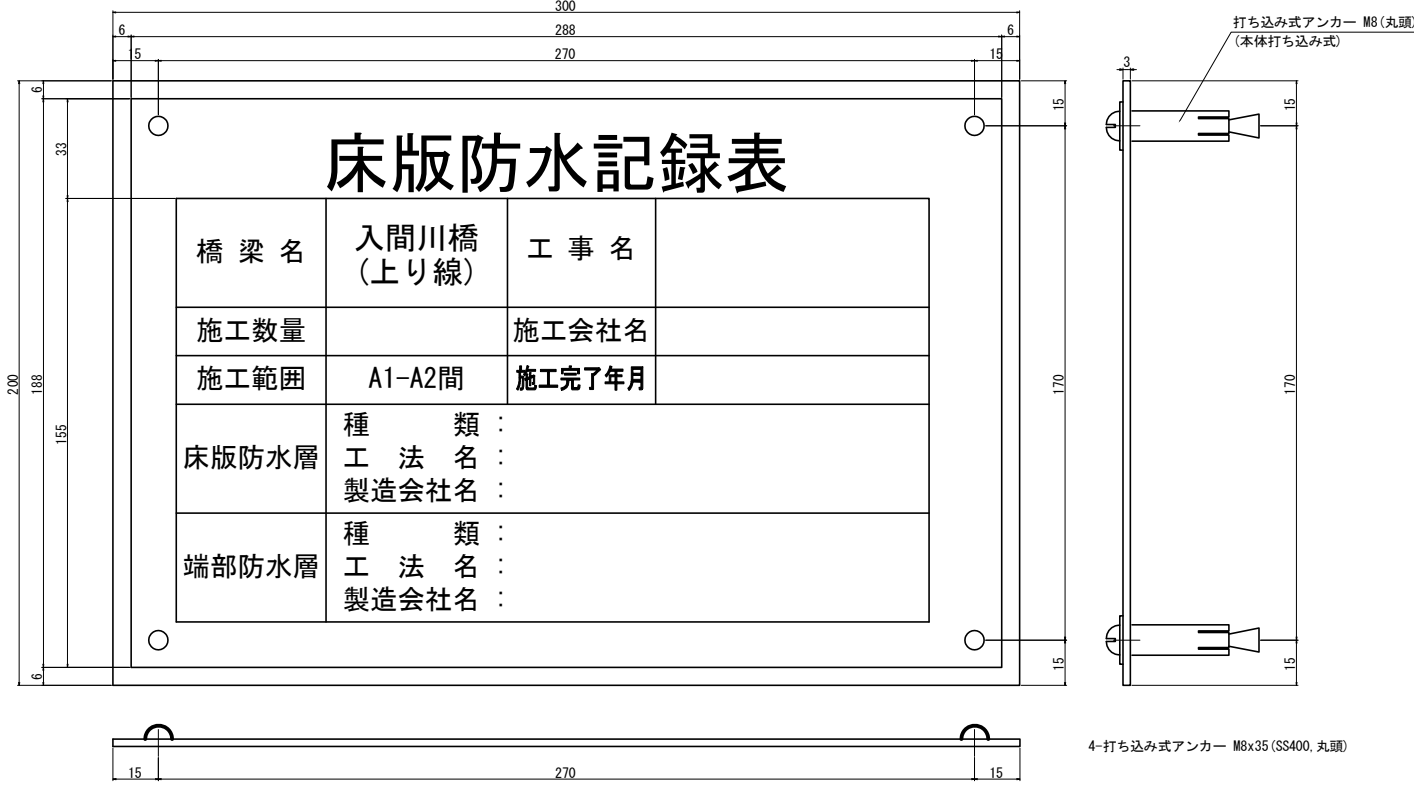 300
6 288 6
15 270 15
打ち込み式アンカー M8(丸頭)
(本体打ち込み式)
3
6
33
155
6
188
200
15
170
15
15
170
15
床版防水記録表
橋 梁 名 入間川橋 (上り線) 工 事 名
施工数量 施工会社名
施工範囲 A1-A2間 施工完了年月
床版防水層
種 類 :
工 法 名 :
製造会社名 :
端部防水層
種 類 :
工 法 名 :
製造会社名 :
15 270 15
4-打ち込み式アンカー M8x35(SS400,丸頭)